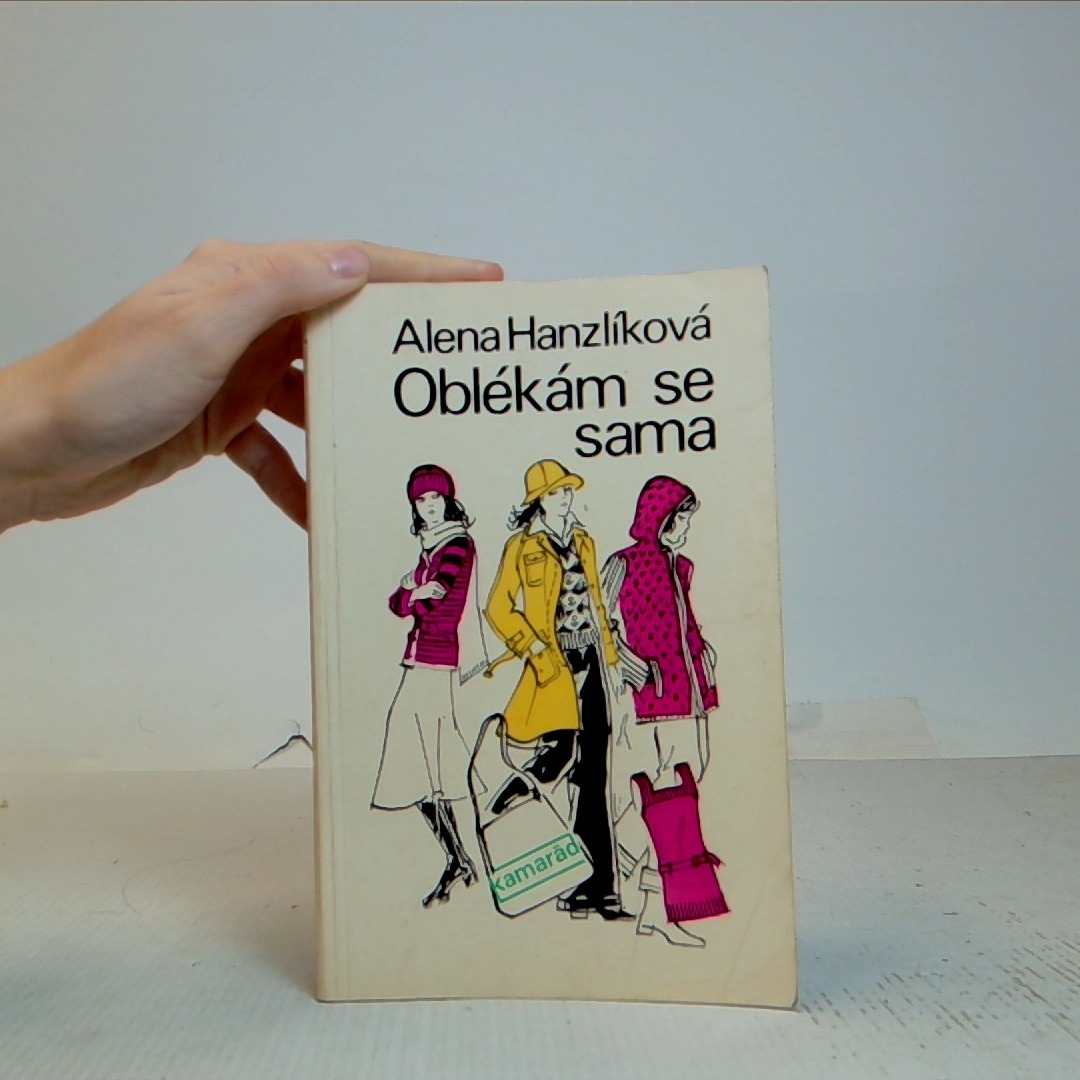 Alena Hanzlíková
Oblékám se
sama
kamarád